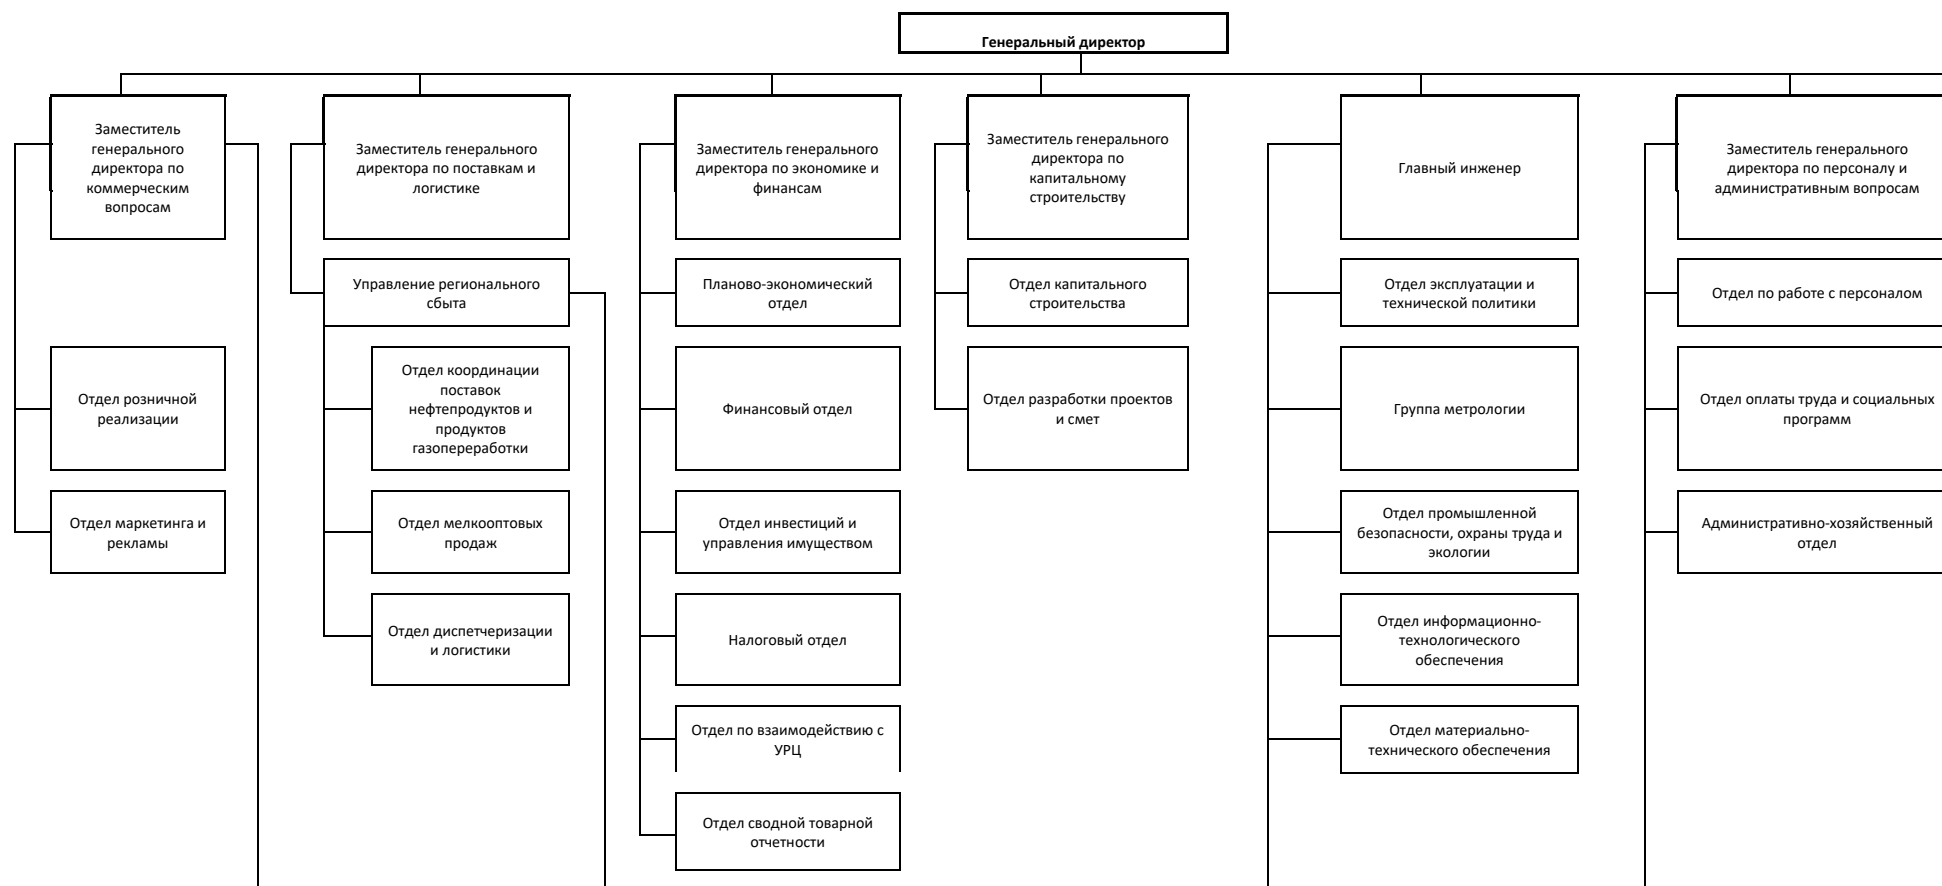 Генеральный директор
Заместитель
генерального
директора по
коммерческим
вопросам
Заместитель генерального
директора по поставкам и
логистике
Заместитель генерального
директора по экономике и
финансам
Заместитель генерального
директора по
капитальному
строительству
Главный инженер
Заместитель генерального
директора по персоналу и
административным вопросам
Управление регионального
сбыта
Планово-экономический
отдел
Отдел капитального
строительства
Отдел эксплуатации и
технической политики
Отдел по работе с персоналом
Отдел розничной
реализации
Отдел координации
поставок
нефтепродуктов и
продуктов
газопереработки
Финансовый отдел
Отдел разработки проектов
и смет
Группа метрологии
Отдел оплаты труда и социальных
программ
Отдел маркетинга и
рекламы
Отдел мелкооптовых
продаж
Отдел инвестиций и
управления имуществом
Отдел промышленной
безопасности, охраны труда и
экологии
Административно-хозяйственный
отдел
Отдел диспетчеризации
и логистики
Налоговый отдел
Отдел информационно-
технологического
обеспечения
Отдел по взаимодействию с
УРЦ
Отдел материально-
технического обеспечения
Отдел сводной товарной
отчетности